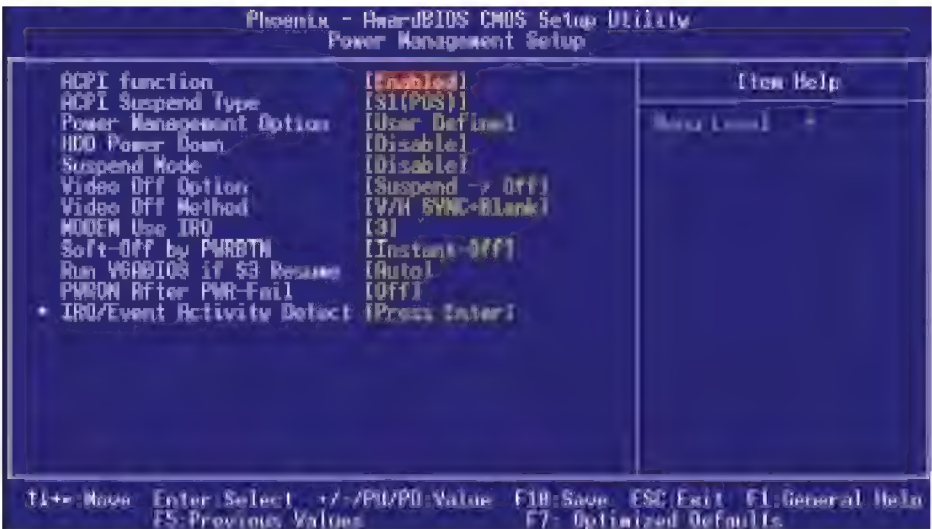 Phoenix - AwardBIOS CMOS Setup Utility
Power Management Setup
ACPI function [Enabled]
ACPI Suspend Type [S1(POS)]
Power Management Option [User Define]
HDD Power Down [Disable]
Suspend Mode [Disable]
Video Off Option [Suspend -> Off]
Video Off Method [V/H SYNC+Blank]
MODEM Use IRQ [3]
Soft-Off by PWRBTN [Instant-Off]
Run VGABIOS if S3 Resume [Auto]
PWRON After PWR-Fail [Off]
IRQ/Event Activity Detect [Press Enter]
Item Help
Menu Level
↑↓→←:Move Enter:Select +/-/PU/PD:Value F10:Save ESC:Exit F1:General Help
F5:Previous Values F7: Optimized Defaults